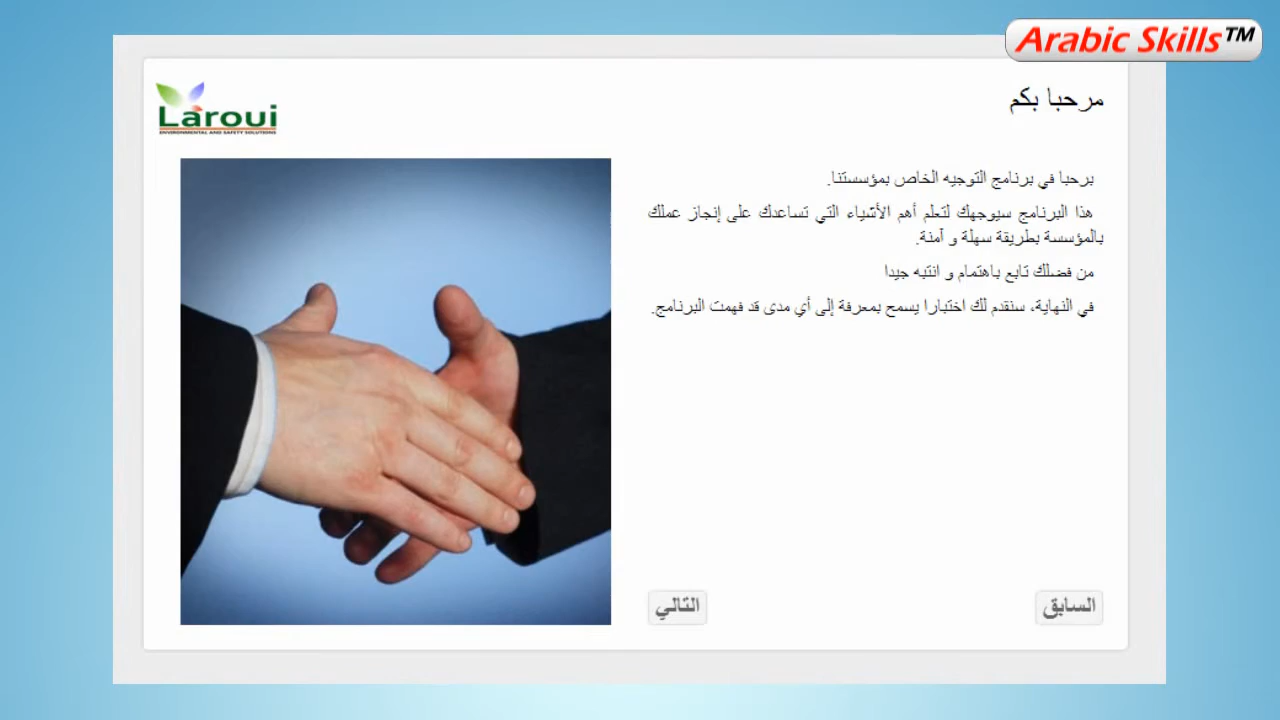 Arabic Skills™
Laroui
ENVIRONMENTAL AND SAFETY SOLUTIONS
مرحبا بكم
يرحبا في برنامج التوجيه الخاص بمؤسستنا.
هذا البرنامج سيوجهك لتعلم أهم الأشياء التي تساعدك على إنجاز عملك
بالمؤسسة بطريقة سهلة و آمنة.
من فضلك تابع باهتمام و انتبه جيدا
في النهاية، سنقدم لك اختبارا يسمح بمعرفة إلى أي مدى قد فهمت البرنامج.
السابق
التالي